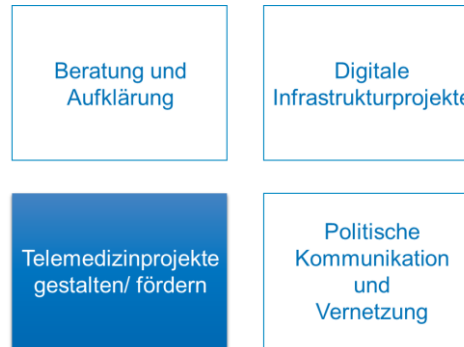 Beratung und
Aufklärung
Digitale
Infrastrukturprojekte
Telemedizinprojekte
gestalten/ fördern
Politische
Kommunikation
und
Vernetzung